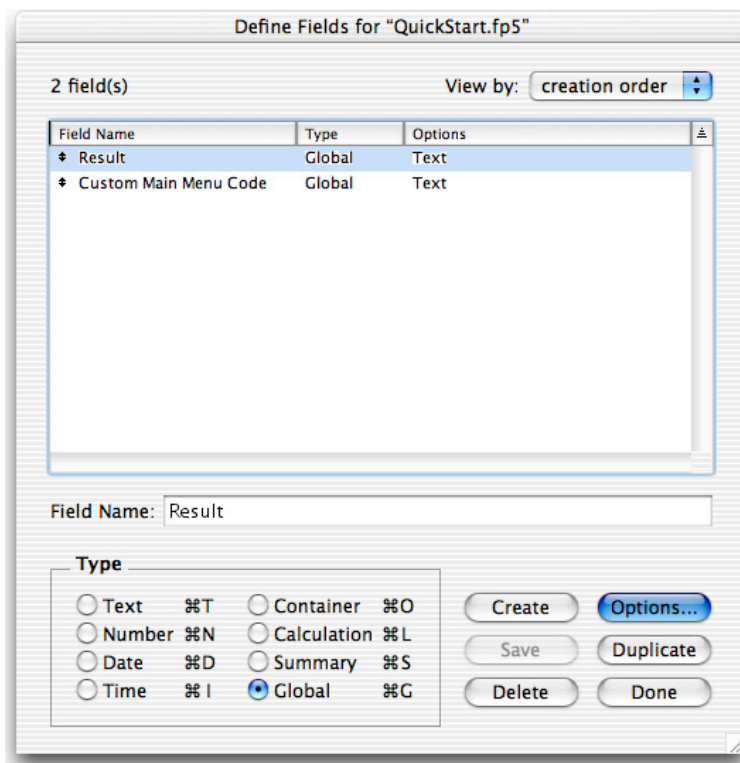 Define Fields for “QuickStart.fp5”
2 field(s) View by: creation order
Field Name Type Options
Result Global Text
Custom Main Menu Code Global Text
Field Name: Result
Type
Text ⌘T Container ⌘O
Number ⌘N Calculation ⌘L
Date ⌘D Summary ⌘S
Time ⌘I Global ⌘G
Create Options...
Save Duplicate
Delete Done